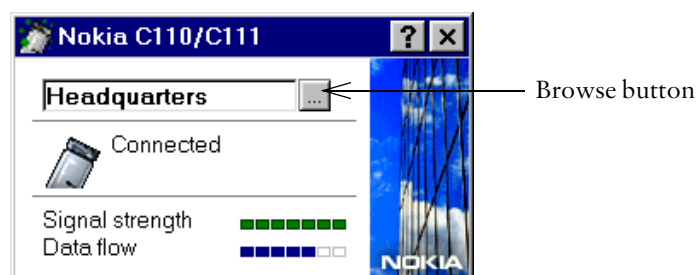 Nokia C110/C111 ? ×
Headquarters ... Browse button
Connected
Signal strength
Data flow
NOKIA